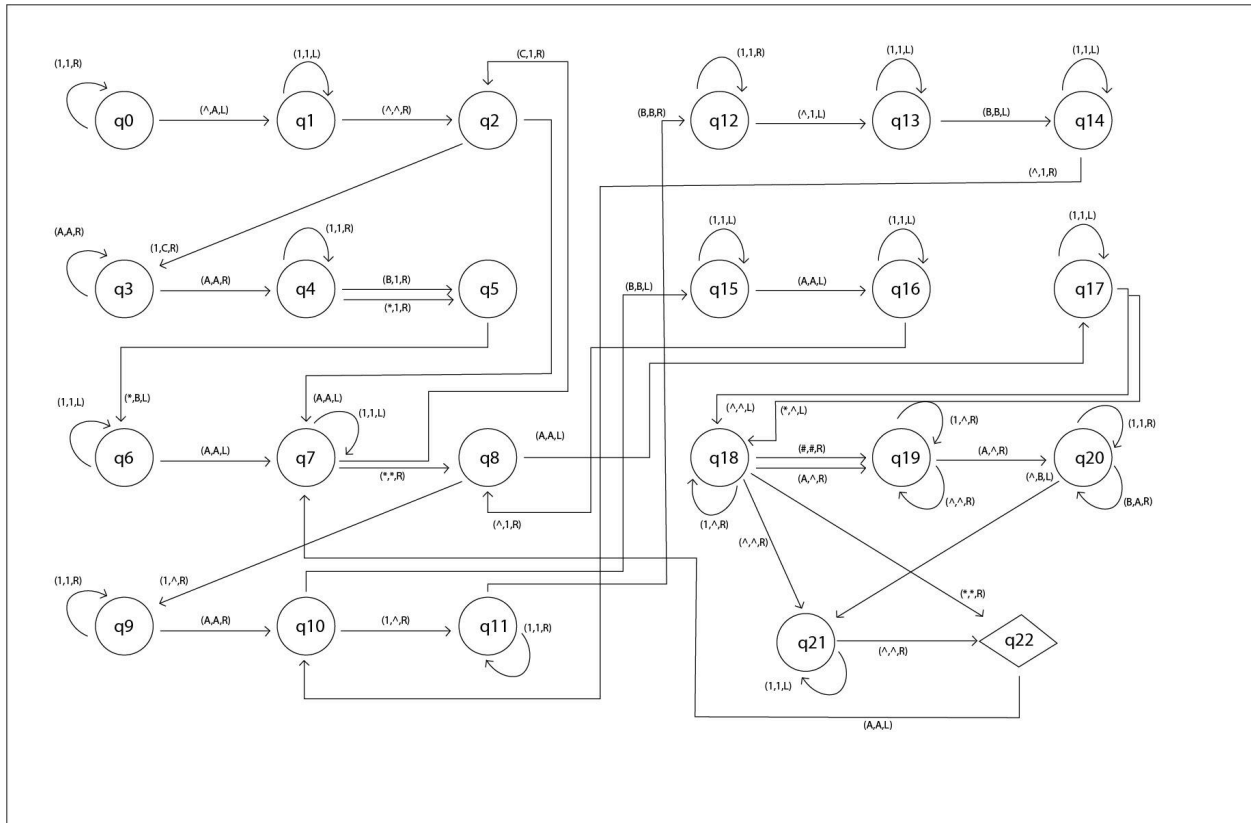 (1,1,R)
(1,1,L)
(C,1,R)
(1,1,R)
(1,1,L)
(1,1,L)
q0
(^,A,L)
q1
(^,^,R)
q2
(B,B,R)
q12
(^,1,L)
q13
(B,B,L)
q14
(^,1,R)
(A,A,R)
(1,C,R)
(1,1,R)
(1,1,L)
(1,1,L)
(1,1,L)
q3
(A,A,R)
q4
(B,1,R)
(*,1,R)
q5
(B,B,L)
q15
(A,A,L)
q16
q17
(1,1,L)
(*,B,L)
(A,A,L)
(1,1,L)
(^,^,L)
(*,^,L)
(1,^,R)
(1,1,R)
q6
(A,A,L)
q7
(*,*,R)
q8
(A,A,L)
q18
(#,#,R)
(A,^,R)
q19
(A,^,R)
q20
(^,B,L)
(B,A,R)
(^,1,R)
(1,^,R)
(^,^,R)
(^,^,R)
(1,1,R)
(1,^,R)
(*,*,R)
q9
(A,A,R)
q10
(1,^,R)
q11
(1,1,R)
q21
(^,^,R)
q22
(1,1,L)
(A,A,L)